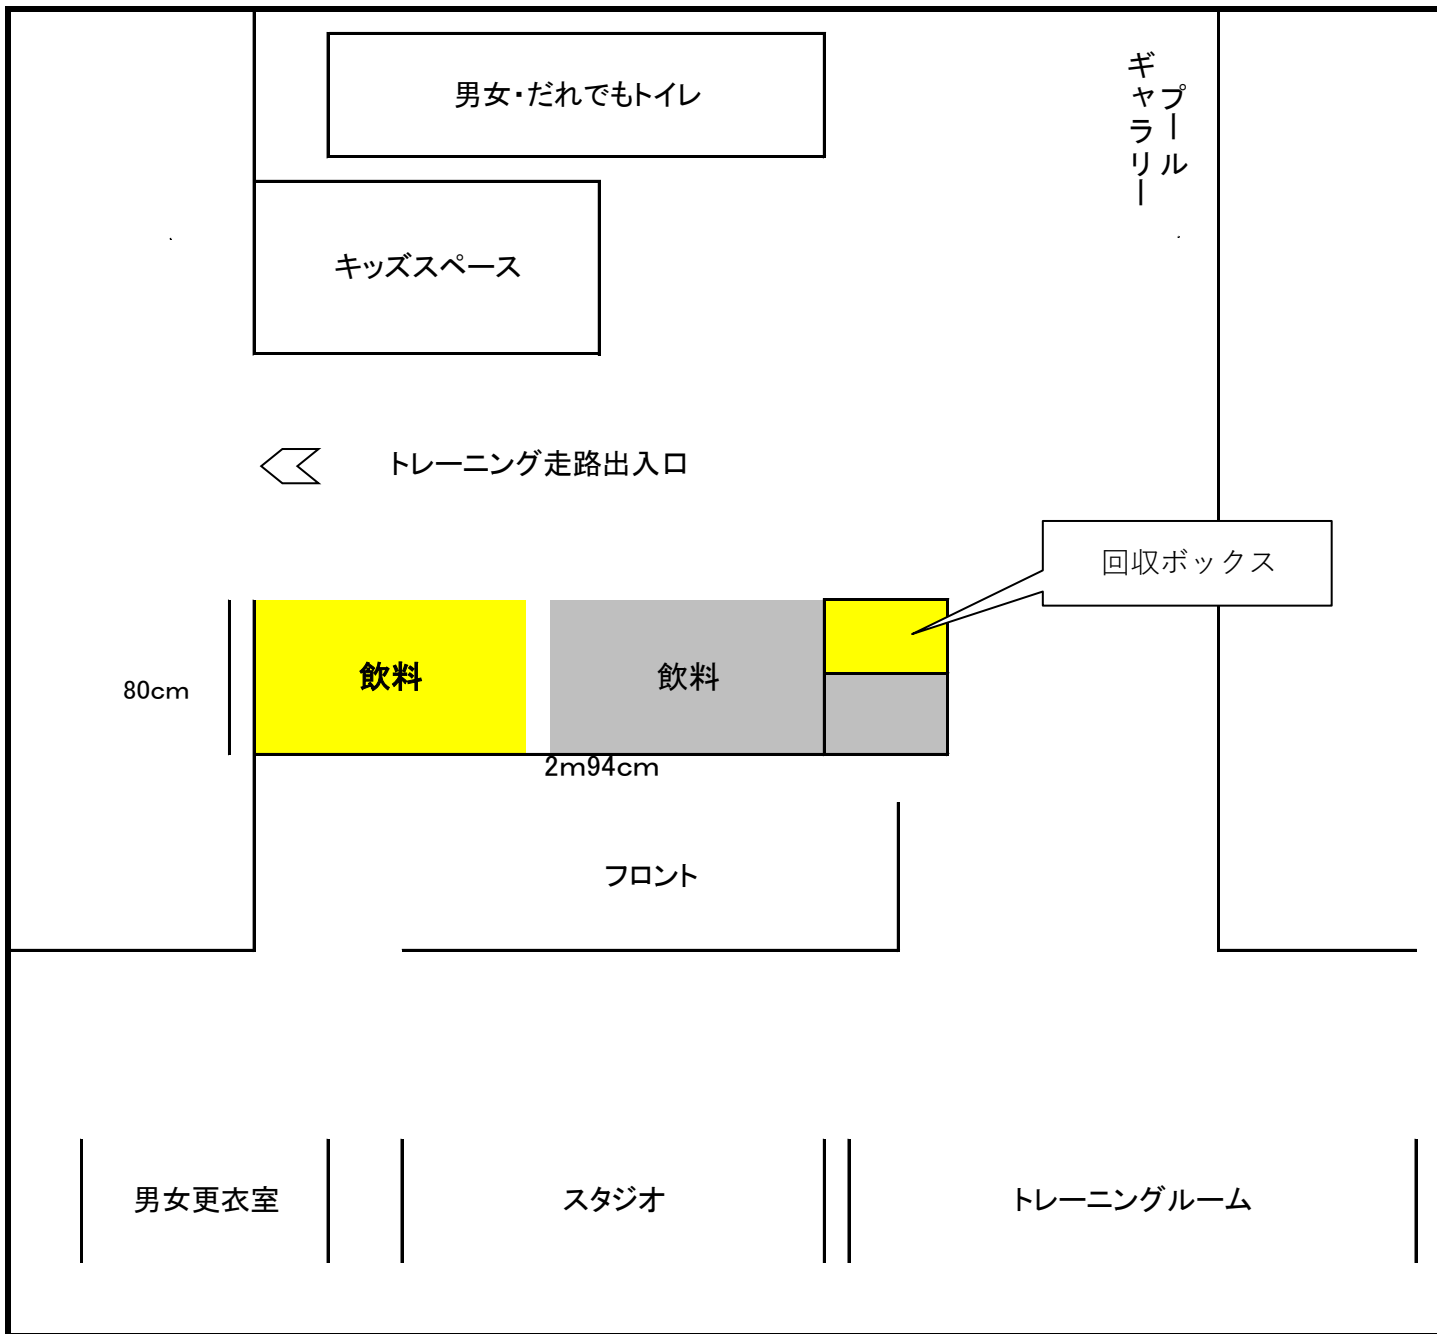 男女・だれでもトイレ
プール
ギャラリー
キッズスペース
トレーニング走路出入口
回収ボックス
飲料
飲料
80cm
2m94cm
フロント
男女更衣室
スタジオ
トレーニングルーム